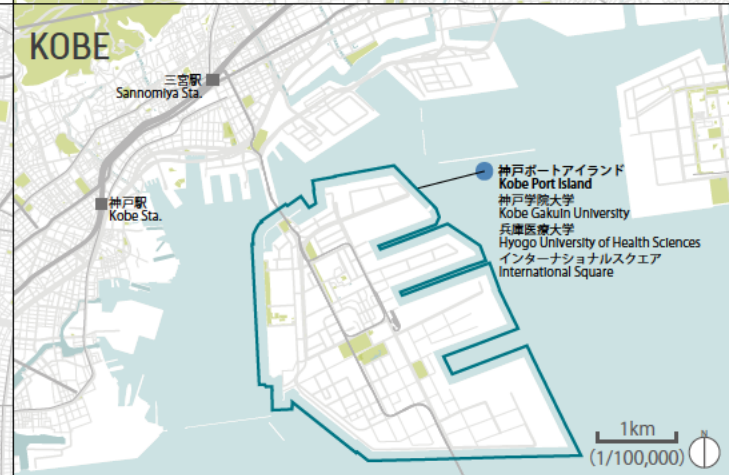 KOBE
三宮駅
Sannomiya Sta.
神戸駅
Kobe Sta.
神戸ポートアイランド
Kobe Port Island
神戸学院大学
Kobe Gakuin University
兵庫医療大学
Hyogo University of Health Sciences
インターナショナルスクエア
International Square
1km
(1/100,000)
N